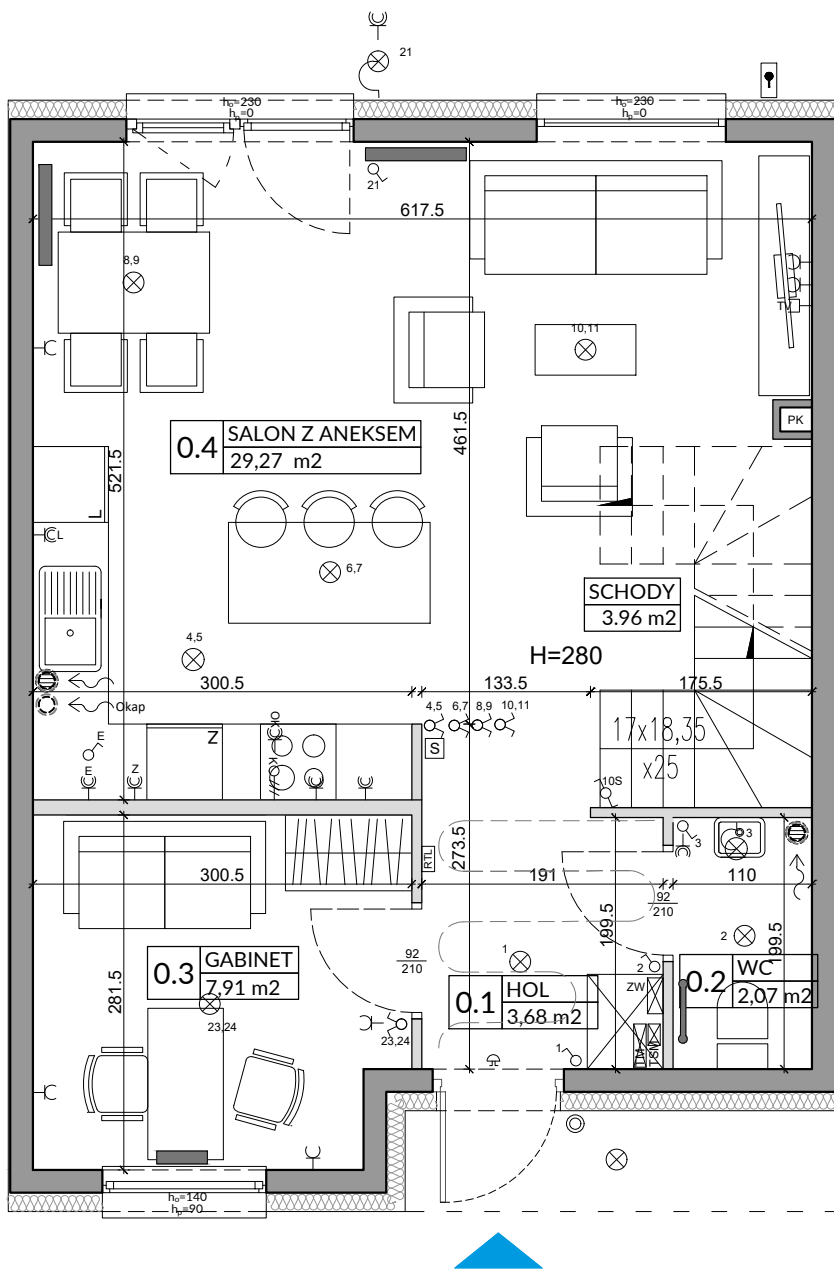 21
hₒ=230
hₚ=0
hₒ=230
hₚ=0
21
617.5
8,9
TV
10,11
PK
0.4
SALON Z ANEKSEM
29,27 m2
461.5
521.5
L
L
6,7
SCHODY
3.96 m2
4,5
H=280
300.5
133.5
175.5
Okap
4,5
6,7
8,9
10,11
S
17x18,35
x25
E
E
Z
Z
OK
KO
10S
3
3
RTL
273.5
300.5
191
110
92
210
199.5
199.5
1
2
2
92
210
0.3
GABINET
7,91 m2
281.5
23,24
23,24
0.1
HOL
3,68 m2
ZW
TM
TSM
0.2
WC
2,07 m2
1
hₒ=140
hₚ=90